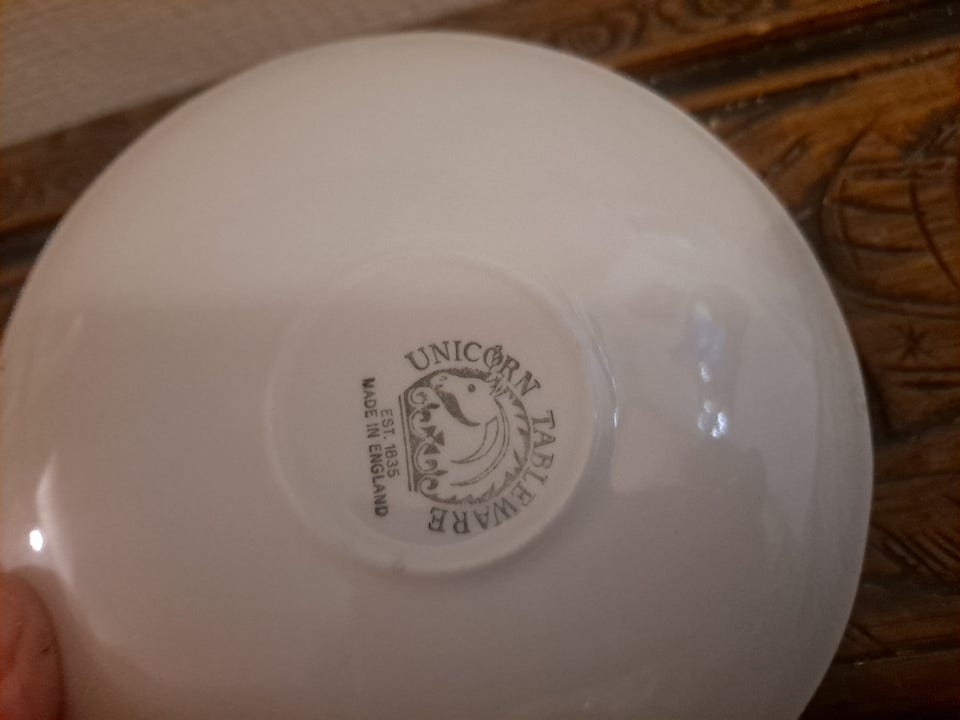 UNICORN TABLEWARE
EST. 1835
MADE IN ENGLAND